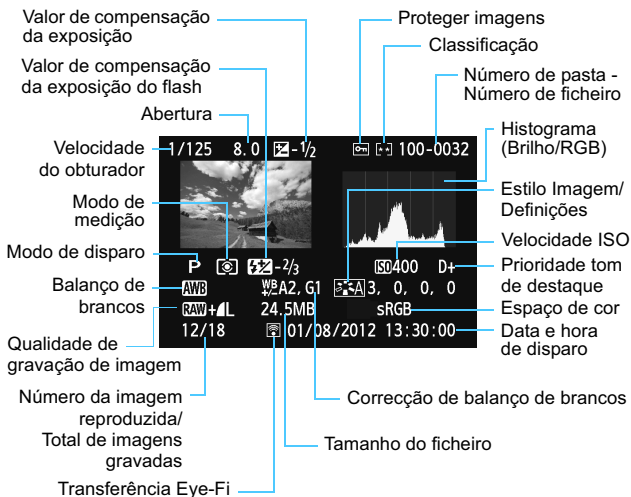 Valor de compensação
da exposição
Valor de compensação
da exposição do flash
Abertura
Velocidade
do obturador
Modo de
medição
Modo de disparo
Balanço de
brancos
Qualidade de
gravação de imagem
Número da imagem
reproduzida/
Total de imagens
gravadas
Transferência Eye-Fi
Proteger imagens
Classificação
Número de pasta -
Número de ficheiro
Histograma
(Brilho/RGB)
Estilo Imagem/
Definições
Velocidade ISO
Prioridade tom
de destaque
Espaço de cor
Data e hora
de disparo
Correcção de balanço de brancos
Tamanho do ficheiro
1/125 8.0 -1/2 100-0032
P -2/3 ISO 400 D+
AWB WB A2, G1 A 3, 0, 0, 0
RAW+L 24.5MB sRGB
12/18 01/08/2012 13:30:00